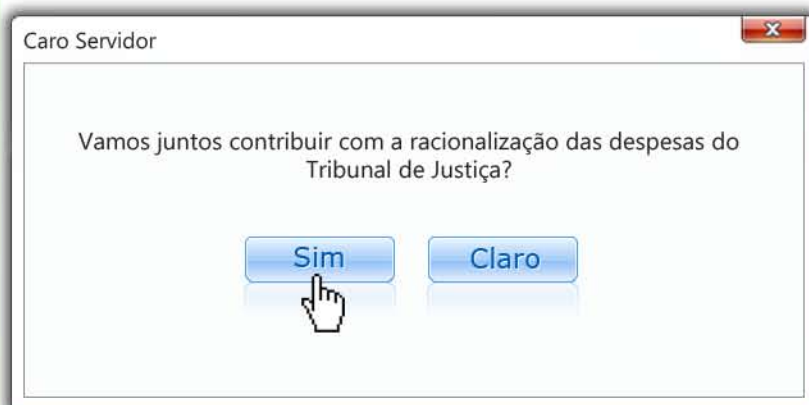 Caro Servidor
Vamos juntos contribuir com a racionalização das despesas do
Tribunal de Justiça?
Sim
Claro